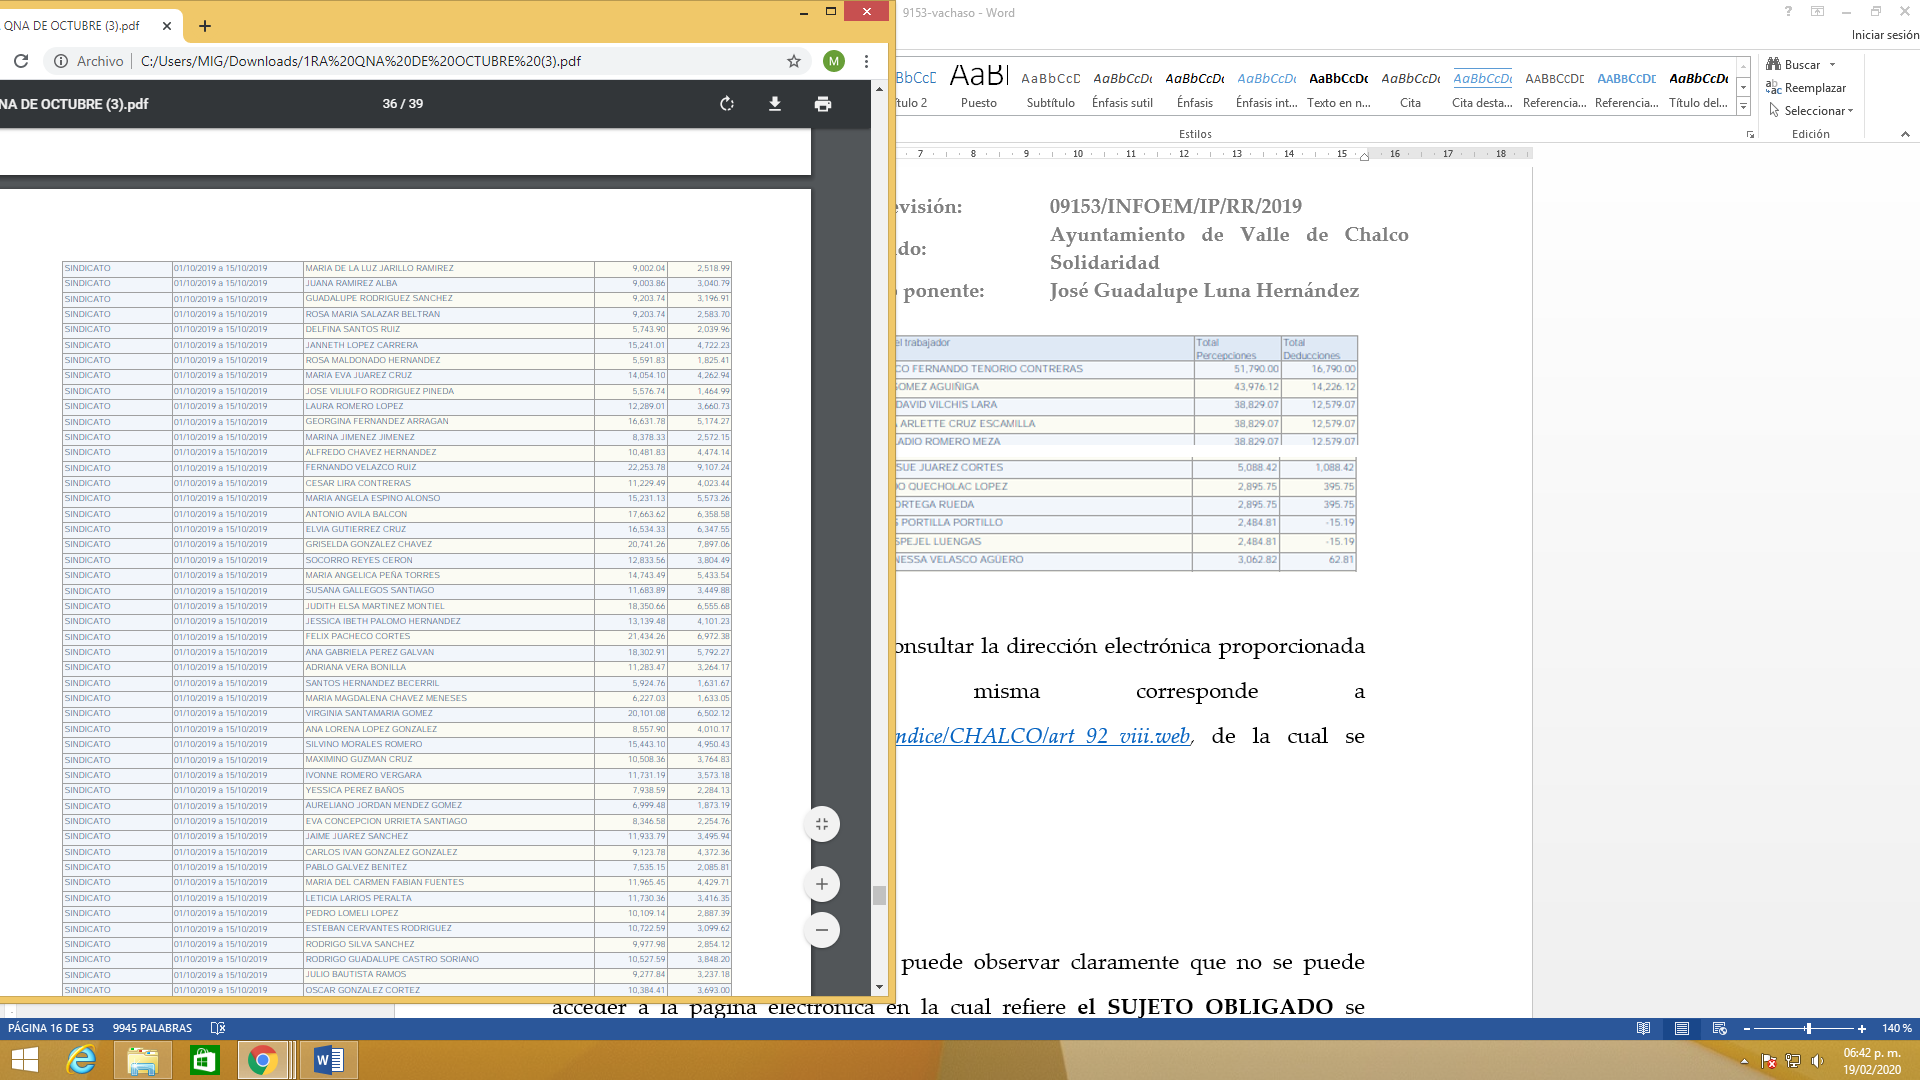 QNA DE OCTUBRE (3).pdf
Archivo C:/Users/MIG/Downloads/1RA%20QNA%20DE%20OCTUBRE%20(3).pdf
M
NA DE OCTUBRE (3).pdf
36 / 39
SINDICATO 01/10/2019 a 15/10/2019 MARIA DE LA LUZ JARILLO RAMIREZ 9,002.04 2,518.99
SINDICATO 01/10/2019 a 15/10/2019 JUANA RAMIREZ ALBA 9,003.86 3,040.79
SINDICATO 01/10/2019 a 15/10/2019 GUADALUPE RODRIGUEZ SANCHEZ 9,203.74 3,196.91
SINDICATO 01/10/2019 a 15/10/2019 ROSA MARIA SALAZAR BELTRAN 9,203.74 2,583.70
SINDICATO 01/10/2019 a 15/10/2019 DELFINA SANTOS RUIZ 5,743.90 2,039.96
SINDICATO 01/10/2019 a 15/10/2019 JANNETH LOPEZ CARRERA 15,241.01 4,722.23
SINDICATO 01/10/2019 a 15/10/2019 ROSA MALDONADO HERNANDEZ 5,591.83 1,825.41
SINDICATO 01/10/2019 a 15/10/2019 MARIA EVA JUAREZ CRUZ 14,054.10 4,262.94
SINDICATO 01/10/2019 a 15/10/2019 JOSE VILIULFO RODRIGUEZ PINEDA 5,576.74 1,464.99
SINDICATO 01/10/2019 a 15/10/2019 LAURA ROMERO LOPEZ 12,289.01 3,660.73
SINDICATO 01/10/2019 a 15/10/2019 GEORGINA FERNANDEZ ARRAGAN 16,631.78 5,174.27
SINDICATO 01/10/2019 a 15/10/2019 MARINA JIMENEZ JIMENEZ 8,378.33 2,572.15
SINDICATO 01/10/2019 a 15/10/2019 ALFREDO CHAVEZ HERNANDEZ 10,481.83 4,474.14
SINDICATO 01/10/2019 a 15/10/2019 FERNANDO VELAZCO RUIZ 22,253.78 9,107.24
SINDICATO 01/10/2019 a 15/10/2019 CESAR LIRA CONTRERAS 11,229.49 4,023.44
SINDICATO 01/10/2019 a 15/10/2019 MARIA ANGELA ESPINO ALONSO 15,231.13 5,573.26
SINDICATO 01/10/2019 a 15/10/2019 ANTONIO AVILA BALCON 17,663.62 6,358.58
SINDICATO 01/10/2019 a 15/10/2019 ELVIA GUTIERREZ CRUZ 16,534.33 6,347.55
SINDICATO 01/10/2019 a 15/10/2019 GRISELDA GONZALEZ CHAVEZ 20,741.26 7,897.06
SINDICATO 01/10/2019 a 15/10/2019 SOCORRO REYES CERON 12,833.56 3,804.49
SINDICATO 01/10/2019 a 15/10/2019 MARIA ANGELICA PEÑA TORRES 14,743.49 5,433.54
SINDICATO 01/10/2019 a 15/10/2019 SUSANA GALLEGOS SANTIAGO 11,683.89 3,449.88
SINDICATO 01/10/2019 a 15/10/2019 JUDITH ELSA MARTINEZ MONTIEL 18,350.66 6,555.68
SINDICATO 01/10/2019 a 15/10/2019 JESSICA IBETH PALOMO HERNANDEZ 13,139.48 4,101.23
SINDICATO 01/10/2019 a 15/10/2019 FELIX PACHECO CORTES 21,434.26 6,972.38
SINDICATO 01/10/2019 a 15/10/2019 ANA GABRIELA PEREZ GALVAN 18,302.91 5,792.27
SINDICATO 01/10/2019 a 15/10/2019 ADRIANA VERA BONILLA 11,283.47 3,264.17
SINDICATO 01/10/2019 a 15/10/2019 SANTOS HERNANDEZ BECERRIL 5,924.76 1,631.67
SINDICATO 01/10/2019 a 15/10/2019 MARIA MAGDALENA CHAVEZ MENESES 6,227.03 1,633.05
SINDICATO 01/10/2019 a 15/10/2019 VIRGINIA SANTAMARIA GOMEZ 20,101.08 6,502.12
SINDICATO 01/10/2019 a 15/10/2019 ANA LORENA LOPEZ GONZALEZ 8,557.90 4,010.17
SINDICATO 01/10/2019 a 15/10/2019 SILVINO MORALES ROMERO 15,443.10 4,950.43
SINDICATO 01/10/2019 a 15/10/2019 MAXIMINO GUZMAN CRUZ 10,508.36 3,764.83
SINDICATO 01/10/2019 a 15/10/2019 IVONNE ROMERO VERGARA 11,731.19 3,573.18
SINDICATO 01/10/2019 a 15/10/2019 YESSICA PEREZ BAÑOS 7,938.59 2,284.13
SINDICATO 01/10/2019 a 15/10/2019 AURELIANO JORDAN MENDEZ GOMEZ 6,999.48 1,873.19
SINDICATO 01/10/2019 a 15/10/2019 EVA CONCEPCION URRIETA SANTIAGO 8,346.58 2,254.76
SINDICATO 01/10/2019 a 15/10/2019 JAIME JUAREZ SANCHEZ 11,933.79 3,495.94
SINDICATO 01/10/2019 a 15/10/2019 CARLOS IVAN GONZALEZ GONZALEZ 9,123.78 4,372.36
SINDICATO 01/10/2019 a 15/10/2019 PABLO GALVEZ BENITEZ 7,535.15 2,085.81
SINDICATO 01/10/2019 a 15/10/2019 MARIA DEL CARMEN FABIAN FUENTES 11,965.45 4,429.71
SINDICATO 01/10/2019 a 15/10/2019 LETICIA LARIOS PERALTA 11,730.36 3,416.35
SINDICATO 01/10/2019 a 15/10/2019 PEDRO LOMELI LOPEZ 10,109.14 2,887.39
SINDICATO 01/10/2019 a 15/10/2019 ESTEBAN CERVANTES RODRIGUEZ 10,722.59 3,099.62
SINDICATO 01/10/2019 a 15/10/2019 RODRIGO SILVA SANCHEZ 9,977.98 2,854.12
SINDICATO 01/10/2019 a 15/10/2019 RODRIGO GUADALUPE CASTRO SORIANO 10,527.59 3,848.20
SINDICATO 01/10/2019 a 15/10/2019 JULIO BAUTISTA RAMOS 9,277.84 3,237.18
SINDICATO 01/10/2019 a 15/10/2019 OSCAR GONZALEZ CORTEZ 10,384.41 3,693.00
9153-vachaso - Word
Iniciar sesión
BbCcD AaBl AaBbCcD AaBbCcDc AaBbCcDc AaBbCcDc AaBbCcDc AaBbCcDc AaBbCcDc AABBCCDE AABBCCDE AaBbCcDc
tulo 2 Puesto Subtítulo Énfasis sutil Énfasis Énfasis int... Texto en n... Cita Cita desta... Referencia... Referencia... Título del...
Estilos
Buscar
Reemplazar
Seleccionar
Edición
7 8 9 10 11 12 13 14 15 16 17 18
evisión: 09153/INFOEM/IP/RR/2019
do: Ayuntamiento de Valle de Chalco
Solidaridad
o ponente: José Guadalupe Luna Hernández
el trabajador Total Percepciones Total Deducciones
CO FERNANDO TENORIO CONTRERAS 51,790.00 16,790.00
GOMEZ AGUIÑIGA 43,976.12 14,226.12
DAVID VILCHIS LARA 38,829.07 12,579.07
A ARLETTE CRUZ ESCAMILLA 38,829.07 12,579.07
LADIO ROMERO MEZA 38,829.07 12,579.07
SUE JUAREZ CORTES 5,088.42 1,088.42
DO QUECHOLAC LOPEZ 2,895.75 395.75
ORTEGA RUEDA 2,895.75 395.75
S PORTILLA PORTILLO 2,484.81 -15.19
SPEJEL LUENGAS 2,484.81 -15.19
NESSA VELASCO AGÜERO 3,062.82 62.81
onsultar la dirección electrónica proporcionada
misma corresponde a
ndice/CHALCO/art_92_viii.web, de la cual se
puede observar claramente que no se puede
acceder a la página electrónica en la cual refiere el SUJETO OBLIGADO se
PÁGINA 16 DE 53 9945 PALABRAS
140 %
06:42 p. m.
19/02/2020